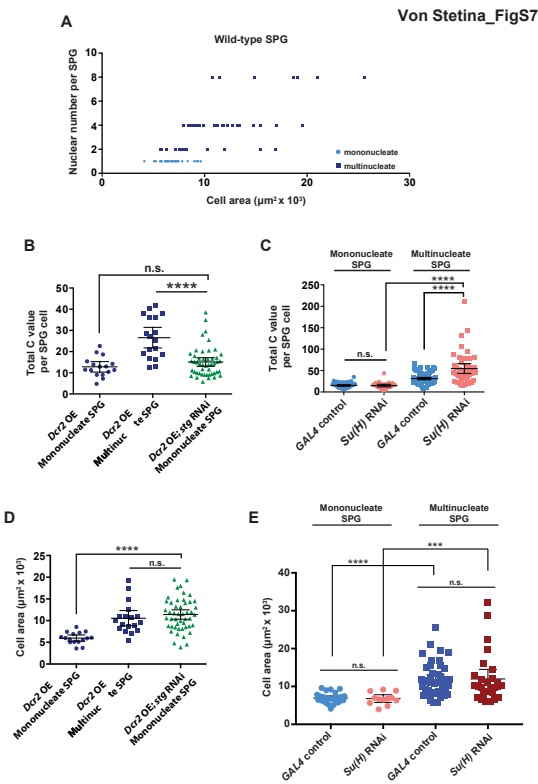 Von Stetina_FigS7
A
Wild-type SPG
Nuclear number per SPG
10
8
6
4
2
0
mononucleate
multinucleate
0
10
20
30
Cell area (µm² x 10³)
B
n.s.
****
Total C value
per SPG cell
50
40
30
20
10
0
Dcr2 OE
Mononucleate SPG
Dcr2 OE
Multinuc te SPG
Dcr2 OE; stg RNAi
Mononucleate SPG
C
Mononucleate
SPG
Multinucleate
SPG
****
****
n.s.
Total C value
per SPG cell
250
200
150
100
50
0
GAL4 control
Su(H) RNAi
GAL4 control
Su(H) RNAi
D
****
n.s.
Cell area (µm² x 10³)
25
20
15
10
5
0
Dcr2 OE
Mononucleate SPG
Dcr2 OE
Multinuc te SPG
Dcr2 OE; stg RNAi
Mononucleate SPG
E
Mononucleate
SPG
Multinucleate
SPG
***
****
n.s.
n.s.
Cell area (µm² x 10³)
40
30
20
10
0
GAL4 control
Su(H) RNAi
GAL4 control
Su(H) RNAi